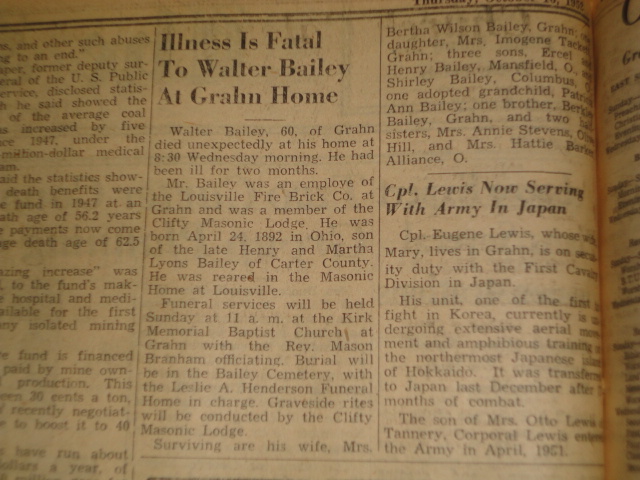 Thursday, October 16,
ns, and other such abuses
ng to an end."
aper, former deputy sur-
eral of the U. S. Public
ervice, disclosed statis-
h he said showed the
of the average coal
as increased by five
nce 1947, under the
million-dollar medical
am.
aid the statistics show-
death benefits were
e fund in 1947 at an
ath age of 56.2 years
e payments now come
ge death age of 62.5
azing increase" was
to the fund's mak-
e hospital and medi-
ailable for the first
any isolated mining
e fund is financed
paid by mine own-
production. This
een 30 cents a ton,
recently negotiat-
e to boost it to 40
s have run about
ollars a year, of
Illness Is Fatal
To Walter Bailey
At Grahn Home
Walter Bailey, 60, of Grahn
died unexpectedly at his home at
8:30 Wednesday morning. He had
been ill for two months.
Mr. Bailey was an employe of
the Louisville Fire Brick Co. at
Grahn and was a member of the
Clifty Masonic Lodge. He was
born April 24, 1892 in Ohio, son
of the late Henry and Martha
Lyons Bailey of Carter County.
He was reared in the Masonic
Home at Louisville.
Funeral services will be held
Sunday at 11 a. m. at the Kirk
Memorial Baptist Church at
Grahn with the Rev. Mason
Branham officiating. Burial will
be in the Bailey Cemetery, with
the Leslie A. Henderson Funeral
Home in charge. Graveside rites
will be conducted by the Clifty
Masonic Lodge.
Surviving are his wife, Mrs.
Bertha Wilson Bailey, Grahn;
daughter, Mrs. Imogene
Grahn; three sons, Ercel
Henry Bailey, Mansfield, O.
Shirley Bailey, Columbus,
one adopted grandchild,
Ann Bailey; one brother,
Bailey, Grahn, and two
sisters, Mrs. Annie Stevens,
Hill, and Mrs. Hattie
Alliance, O.
Cpl. Lewis Now Serving
With Army In Japan
Cpl. Eugene Lewis, whose
Mary, lives in Grahn, is on
ity duty with the First
Division in Japan.
His unit, one of the first
fight in Korea, currently is
dergoing extensive aerial
ment and amphibious training
the northermost Japanese
of Hokkaido. It was
to Japan last December after
months of combat.
The son of Mrs. Otto
Tannery, Corporal Lewis
the Army in April, 1951.